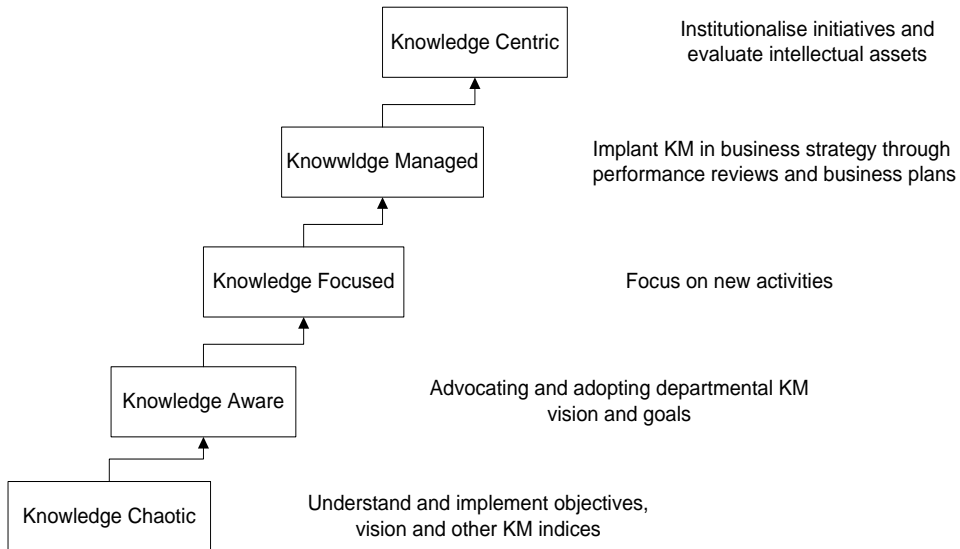 Knowledge Centric
Institutionalise initiatives and
evaluate intellectual assets
Knowwldge Managed
Implant KM in business strategy through
performance reviews and business plans
Knowledge Focused
Focus on new activities
Knowledge Aware
Advocating and adopting departmental KM
vision and goals
Knowledge Chaotic
Understand and implement objectives,
vision and other KM indices